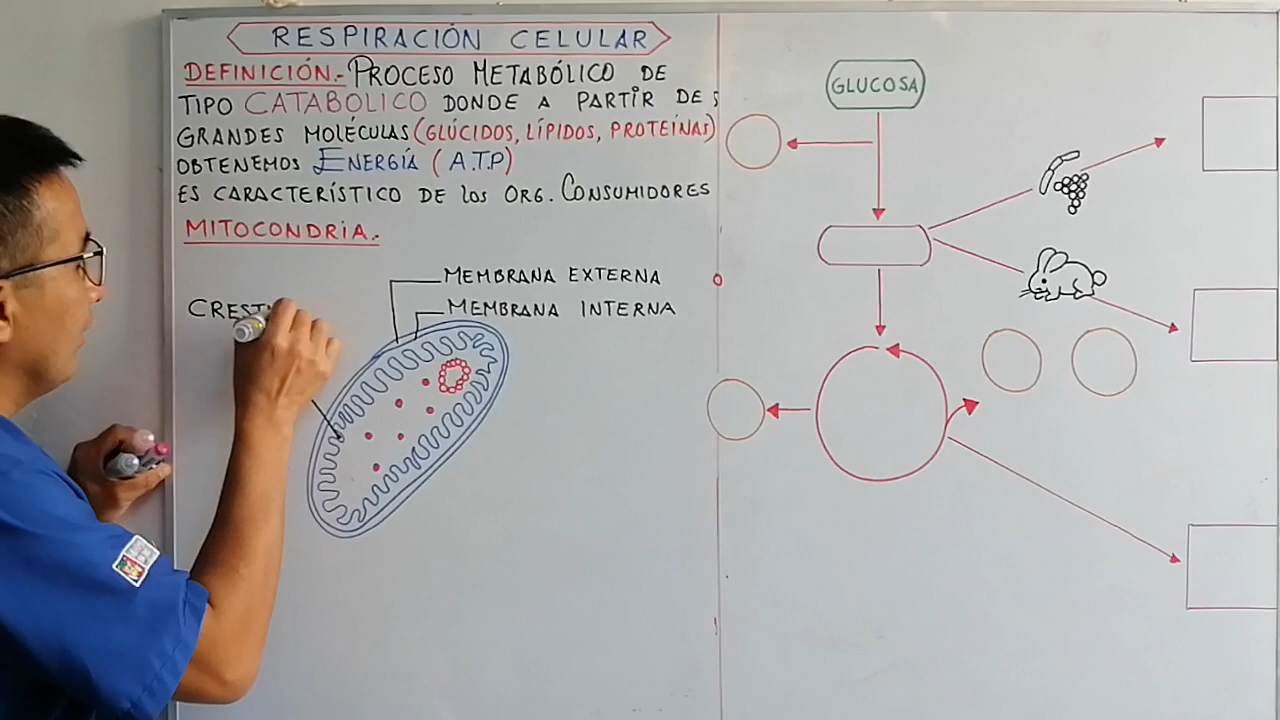 RESPIRACIÓN CELULAR
DEFINICIÓN.- PROCESO METABÓLICO DE
TIPO CATABOLICO DONDE A PARTIR DE
GRANDES MOLÉCULAS (GLÚCIDOS, LÍPIDOS, PROTEÍNAS)
OBTENEMOS ENERGÍA (A.T.P)
ES CARACTERÍSTICO DE LOS ORG. CONSUMIDORES
MITOCONDRIA.-
MEMBRANA EXTERNA
MEMBRANA INTERNA
CREST
GLUCOSA